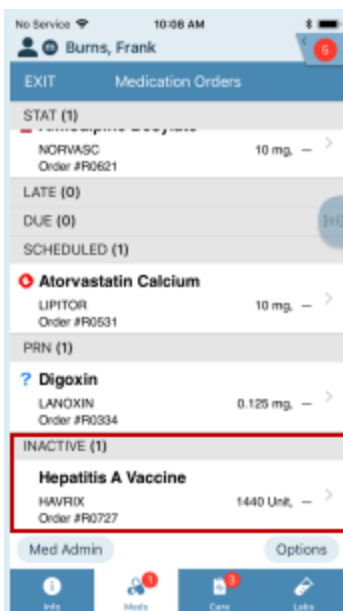 No Service 10:08 AM
Burns, Frank 5
EXIT Medication Orders
STAT (1)
NORVASC 10 mg, —
Order #R0621
LATE (0)
DUE (0)
SCHEDULED (1)
Atorvastatin Calcium
LIPITOR 10 mg, —
Order #R0531
PRN (1)
? Digoxin
LANOXIN 0.125 mg, —
Order #R0334
INACTIVE (1)
Hepatitis A Vaccine
HAVRIX 1440 Unit, —
Order #R0727
Med Admin Options
1 3
Info Meds Care Labs